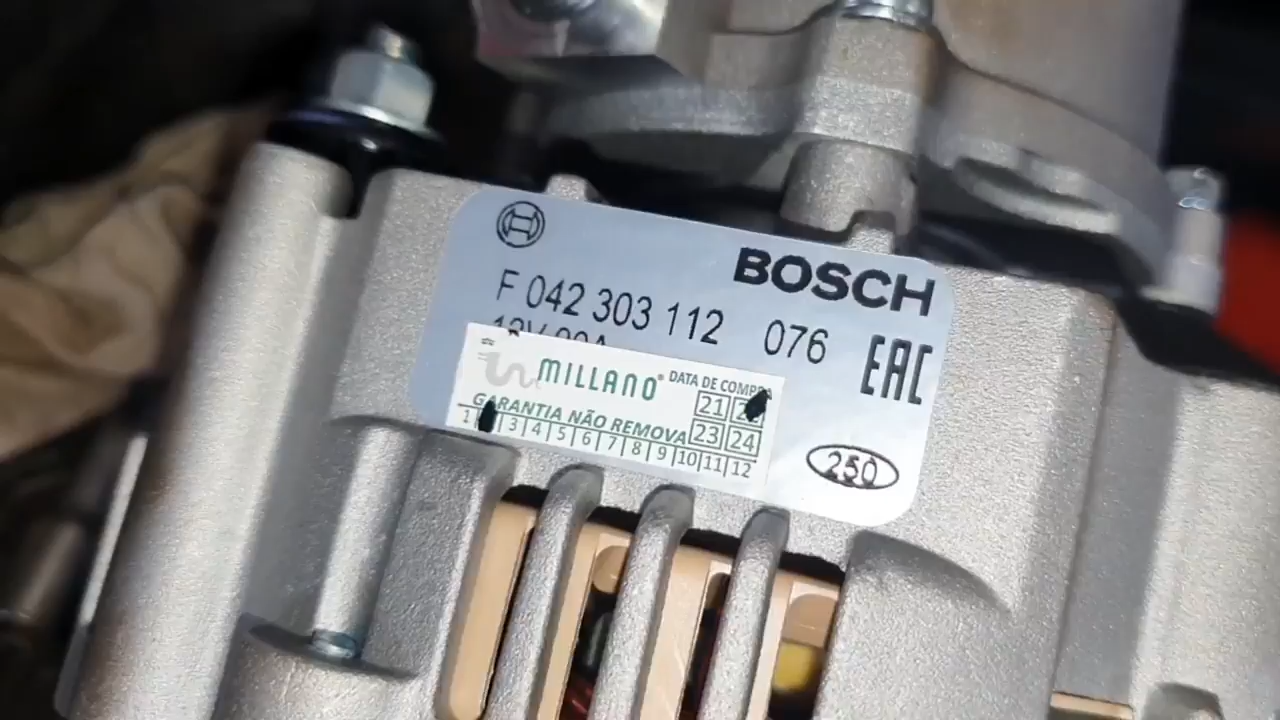 BOSCH
F 042 303 112 076
EAC
MILLANO®
DATA DE COMPRA
21
23 24
GARANTIA NÃO REMOVA
1 3 4 5 6 7 8 9 10 11 12
250